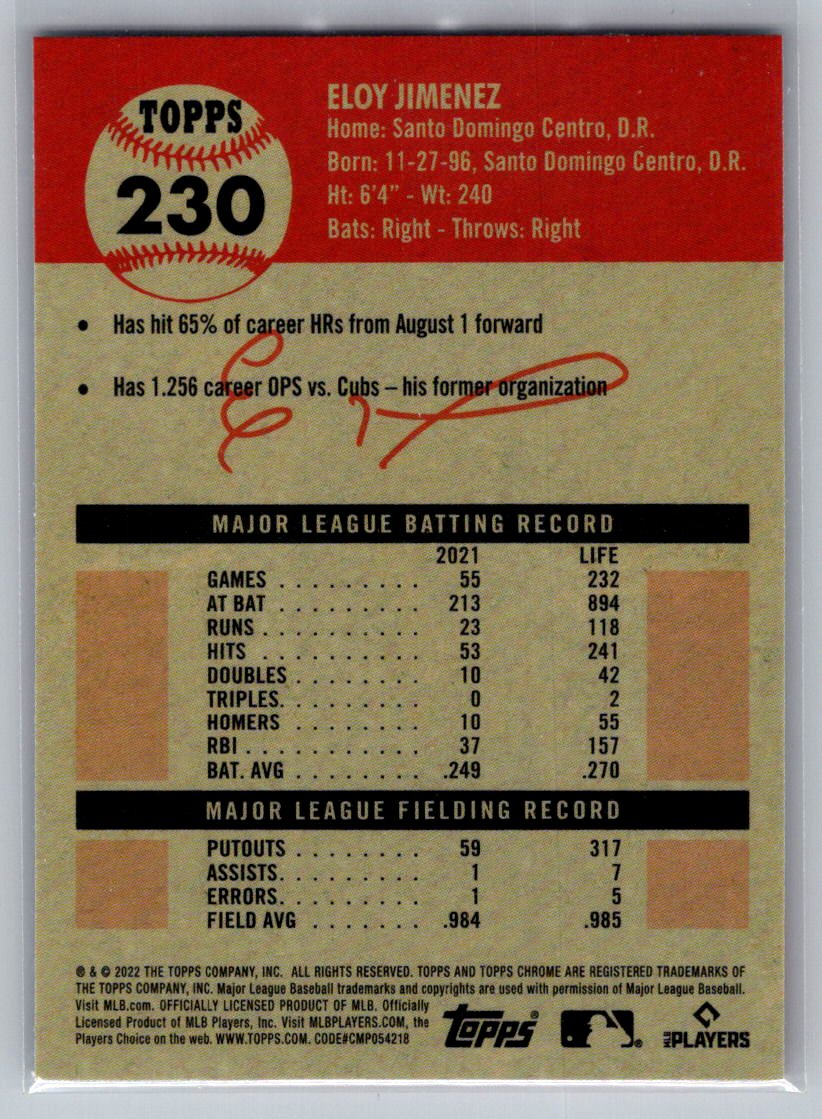 TOPPS
230
ELOY JIMENEZ
Home: Santo Domingo Centro, D.R.
Born: 11-27-96, Santo Domingo Centro, D.R.
Ht: 6'4" - Wt: 240
Bats: Right - Throws: Right
• Has hit 65% of career HRs from August 1 forward
• Has 1.256 career OPS vs. Cubs – his former organization
MAJOR LEAGUE BATTING RECORD
2021 LIFE
GAMES . . . . . . . . . 55 232
AT BAT . . . . . . . . . 213 894
RUNS . . . . . . . . . . 23 118
HITS . . . . . . . . . . 53 241
DOUBLES . . . . . . . . 10 42
TRIPLES. . . . . . . . . 0 2
HOMERS . . . . . . . . 10 55
RBI . . . . . . . . . . . 37 157
BAT. AVG . . . . . . . . .249 .270
MAJOR LEAGUE FIELDING RECORD
PUTOUTS . . . . . . . . 59 317
ASSISTS. . . . . . . . . 1 7
ERRORS. . . . . . . . . 1 5
FIELD AVG . . . . . . . .984 .985
® & © 2022 THE TOPPS COMPANY, INC. ALL RIGHTS RESERVED. TOPPS AND TOPPS CHROME ARE REGISTERED TRADEMARKS OF
THE TOPPS COMPANY, INC. Major League Baseball trademarks and copyrights are used with permission of Major League Baseball.
Visit MLB.com. OFFICIALLY LICENSED PRODUCT OF MLB. Officially
Licensed Product of MLB Players, Inc. Visit MLBPLAYERS.COM, the
Players Choice on the web. WWW.TOPPS.COM. CODE#CMP054218
Topps®
MLB PLAYERS